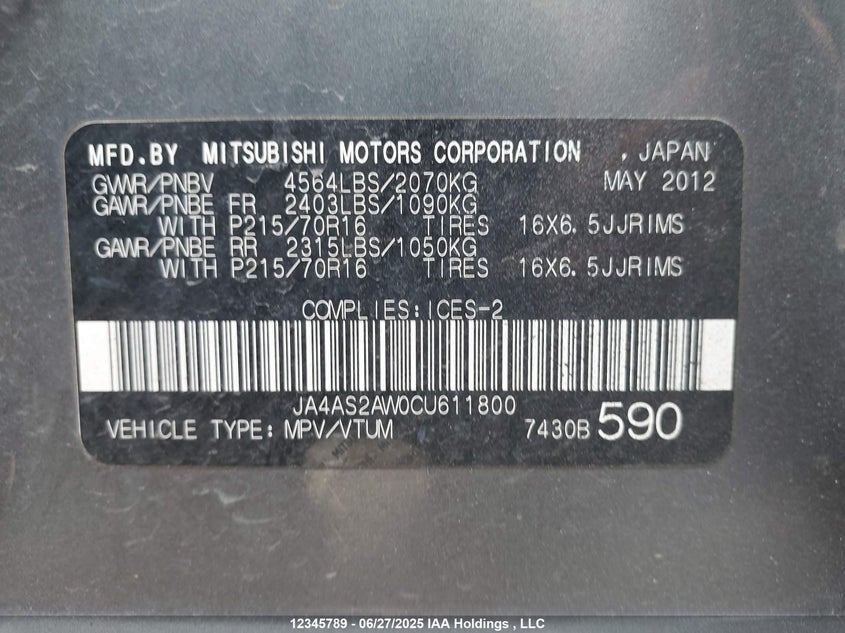 MFD.BY MITSUBISHI MOTORS CORPORATION , JAPAN
GVWR/PNBV 4564LBS/2070KG MAY 2012
GAWR/PNBE FR 2403LBS/1090KG
WITH P215/70R16 TIRES 16X6.5JJRIMS
GAWR/PNBE RR 2315LBS/1050KG
WITH P215/70R16 TIRES 16X6.5JJRIMS
COMPLIES:ICES-2
JA4AS2AW0CU611800
VEHICLE TYPE:MPV/VTUM 7430B 590
12345789 - 06/27/2025 IAA Holdings , LLC